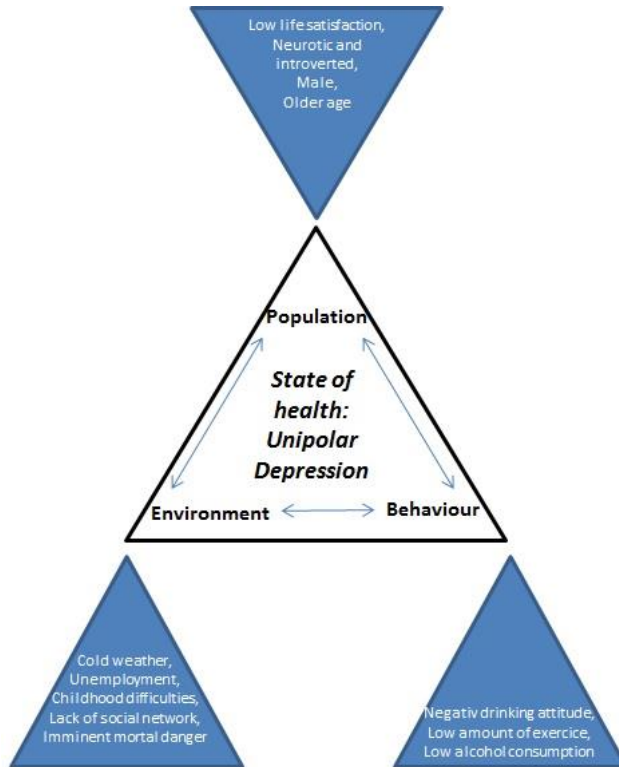 Low life satisfaction,
Neurotic and
introverted,
Male,
Older age
Population
State of
health:
Unipolar
Depression
Environment
Behaviour
Cold weather,
Unemployment,
Childhood difficulties,
Lack of social network,
Imminent mortal danger
Negativ drinking attitude,
Low amount of exercice,
Low alcohol consumption